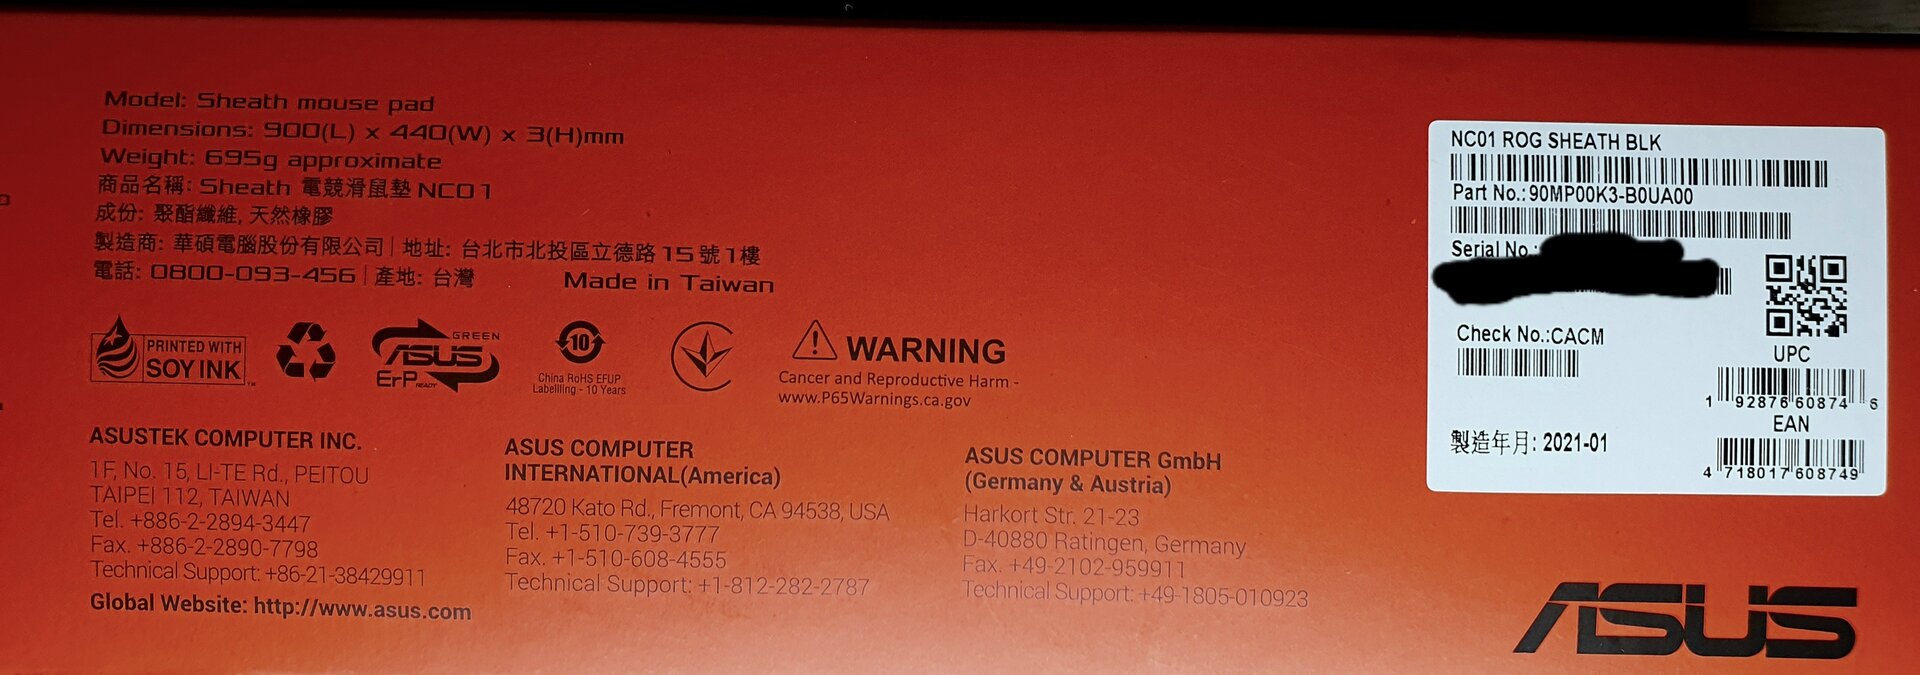 Model: Sheath mouse pad
Dimensions: 900(L) x 440(W) x 3(H)mm
Weight: 695g approximate
商品名稱: Sheath 電競滑鼠墊 NC01
成份: 聚酯纖維, 天然橡膠
製造商: 華碩電腦股份有限公司 | 地址: 台北市北投區立德路 15 號 1 樓
電話: 0800-093-456 | 產地: 台灣
Made in Taiwan
PRINTED WITH
SOY INK
GREEN
ASUS
ErP READY
10
China RoHS EFUP
Labelling - 10 Years
WARNING
Cancer and Reproductive Harm -
www.P65Warnings.ca.gov
ASUSTEK COMPUTER INC.
1F, No. 15, LI-TE Rd., PEITOU
TAIPEI 112, TAIWAN
Tel. +886-2-2894-3447
Fax. +886-2-2890-7798
Technical Support: +86-21-38429911
Global Website: http://www.asus.com
ASUS COMPUTER
INTERNATIONAL(America)
48720 Kato Rd., Fremont, CA 94538, USA
Tel. +1-510-739-3777
Fax. +1-510-608-4555
Technical Support: +1-812-282-2787
ASUS COMPUTER GmbH
(Germany & Austria)
Harkort Str. 21-23
D-40880 Ratingen, Germany
Fax. +49-2102-959911
Technical Support: +49-1805-010923
NC01 ROG SHEATH BLK
Part No.:90MP00K3-B0UA00
Serial No.:
Check No.:CACM
UPC
1 92876 60874 6
EAN
4 718017 608749
製造年月: 2021-01
ASUS